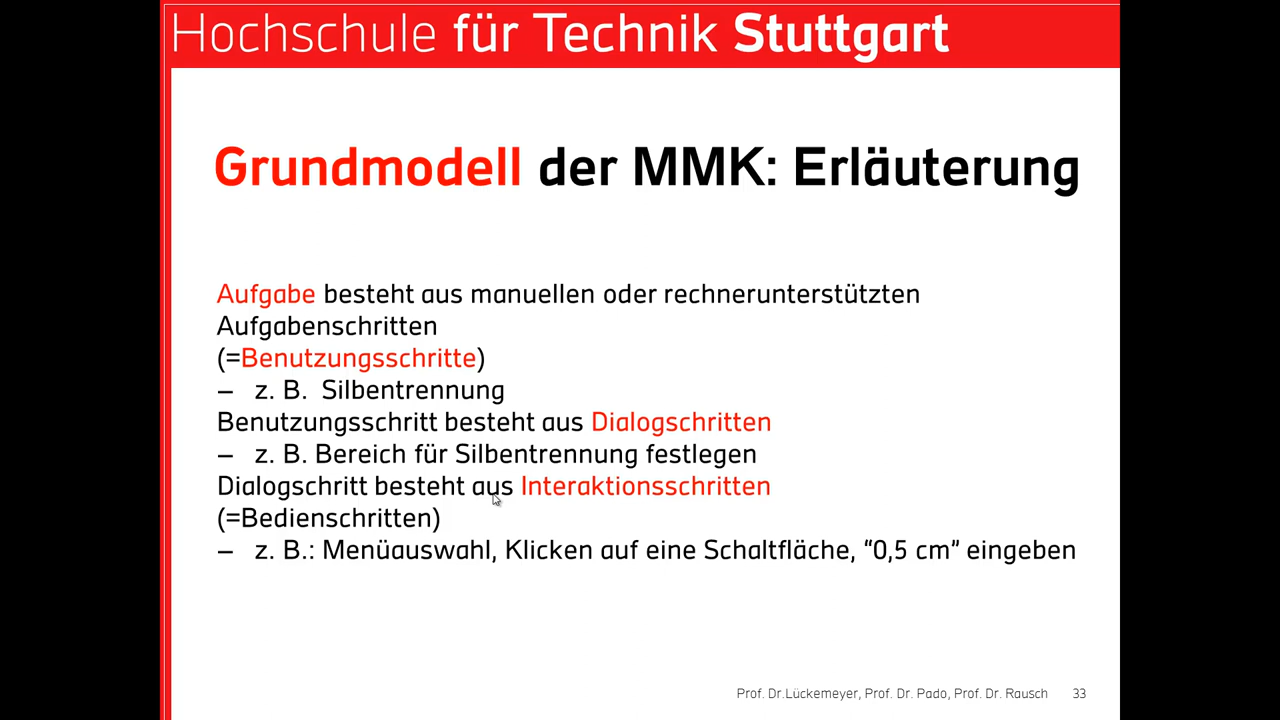 Hochschule für Technik Stuttgart
Grundmodell der MMK: Erläuterung
Aufgabe besteht aus manuellen oder rechnerunterstützten
Aufgabenschritten
(=Benutzungsschritte)
– z. B. Silbentrennung
Benutzungsschritt besteht aus Dialogschritten
– z. B. Bereich für Silbentrennung festlegen
Dialogschritt besteht aus Interaktionsschritten
(=Bedienschritten)
– z. B.: Menüauswahl, Klicken auf eine Schaltfläche, “0,5 cm” eingeben
Prof. Dr.Lückemeyer, Prof. Dr. Pado, Prof. Dr. Rausch 33